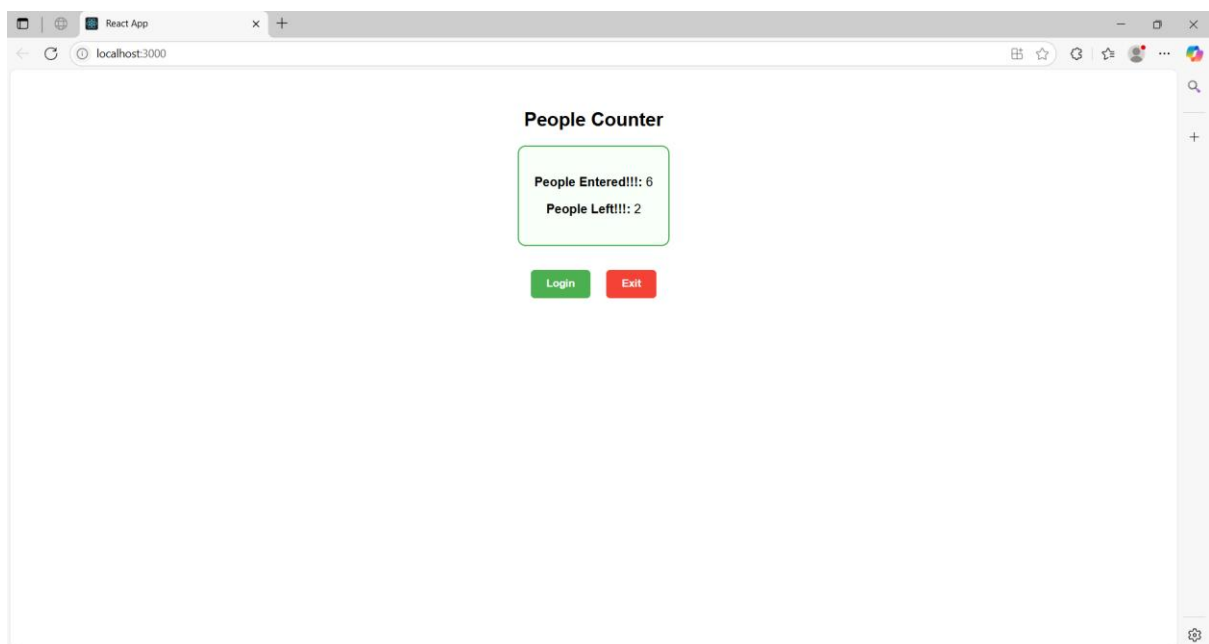 React App
localhost:3000
People Counter
People Entered!!!: 6
People Left!!!: 2
Login Exit